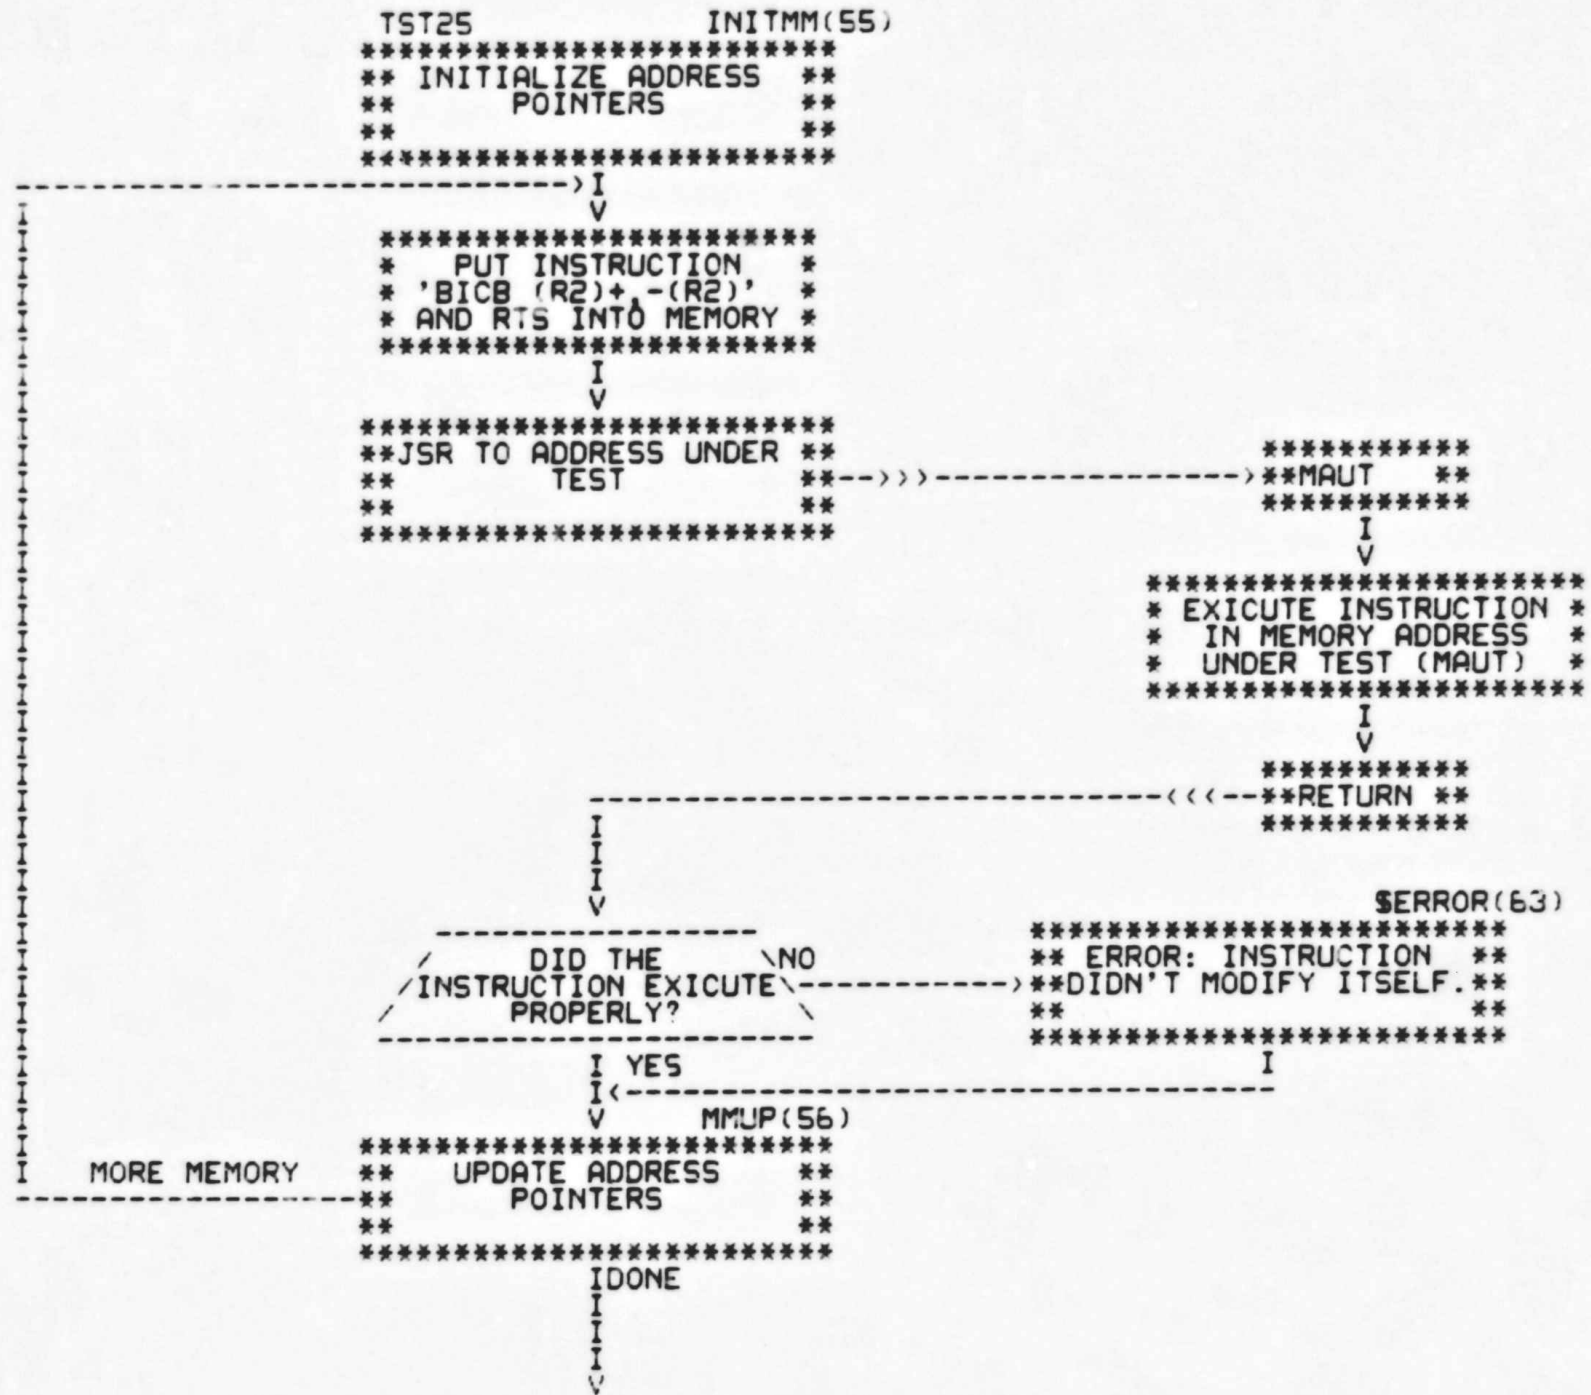 TST25 INITMM(55)
INITIALIZE ADDRESS
POINTERS
PUT INSTRUCTION
'BICB (R2)+,-(R2)'
AND RTS INTO MEMORY
JSR TO ADDRESS UNDER
TEST
MAUT
EXICUTE INSTRUCTION
IN MEMORY ADDRESS
UNDER TEST (MAUT)
RETURN
$ERROR(63)
DID THE
INSTRUCTION EXICUTE
PROPERLY?
NO
ERROR: INSTRUCTION
DIDN'T MODIFY ITSELF.
YES
MMUP(56)
MORE MEMORY
UPDATE ADDRESS
POINTERS
DONE